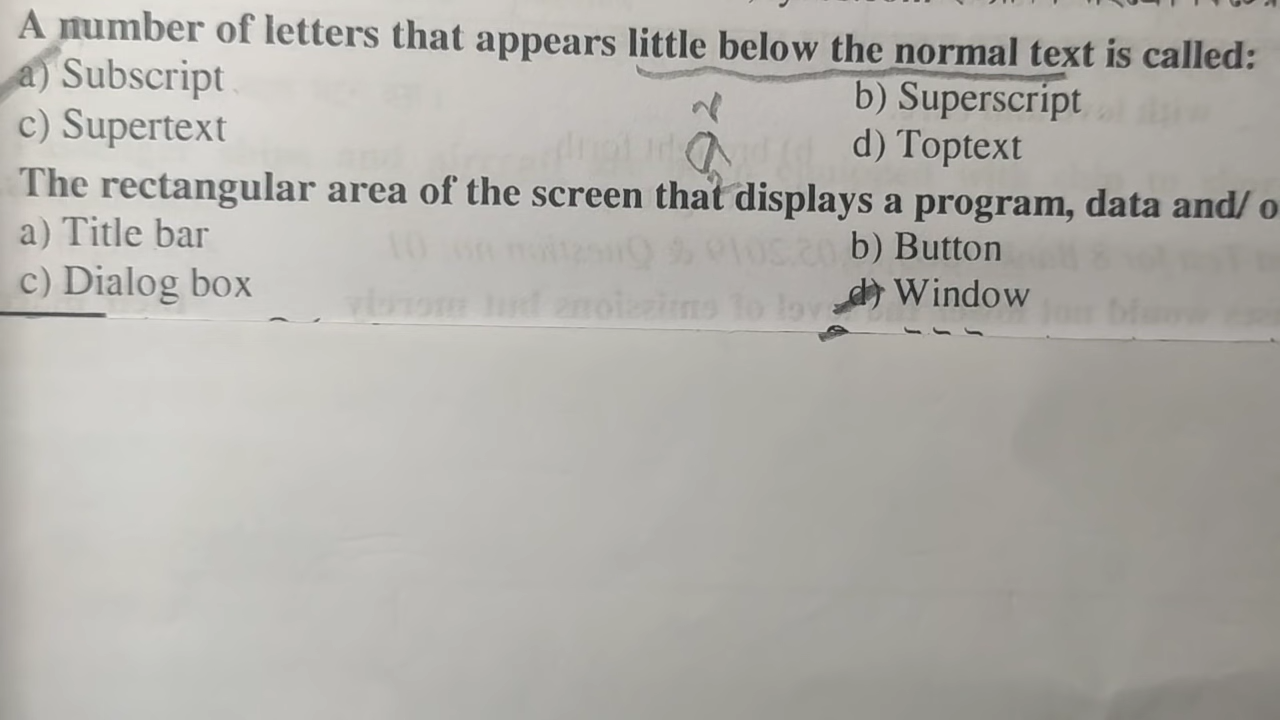 A number of letters that appears little below the normal text is called:
a) Subscript b) Superscript
c) Supertext d) Toptext
The rectangular area of the screen that displays a program, data and/ o
a) Title bar b) Button
c) Dialog box d) Window